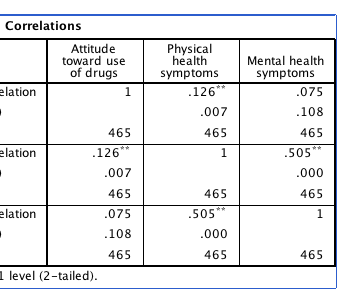 Correlations
Attitude toward use of drugs Physical health symptoms Mental health symptoms
elation 1 .126** .075
) .007 .108
465 465 465
elation .126** 1 .505**
) .007 .000
465 465 465
elation .075 .505** 1
) .108 .000
465 465 465
1 level (2-tailed).